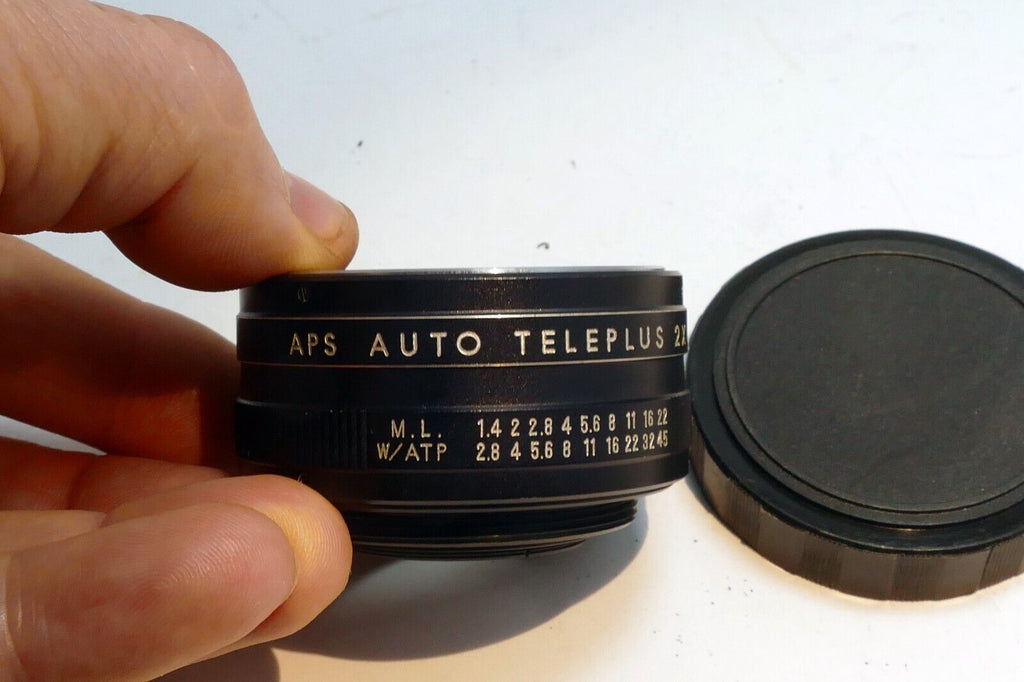 APS AUTO TELEPLUS 2X
M.L. 1.4 2 2.8 4 5.6 8 11 16 22
W/ATP 2.8 4 5.6 8 11 16 22 32 45